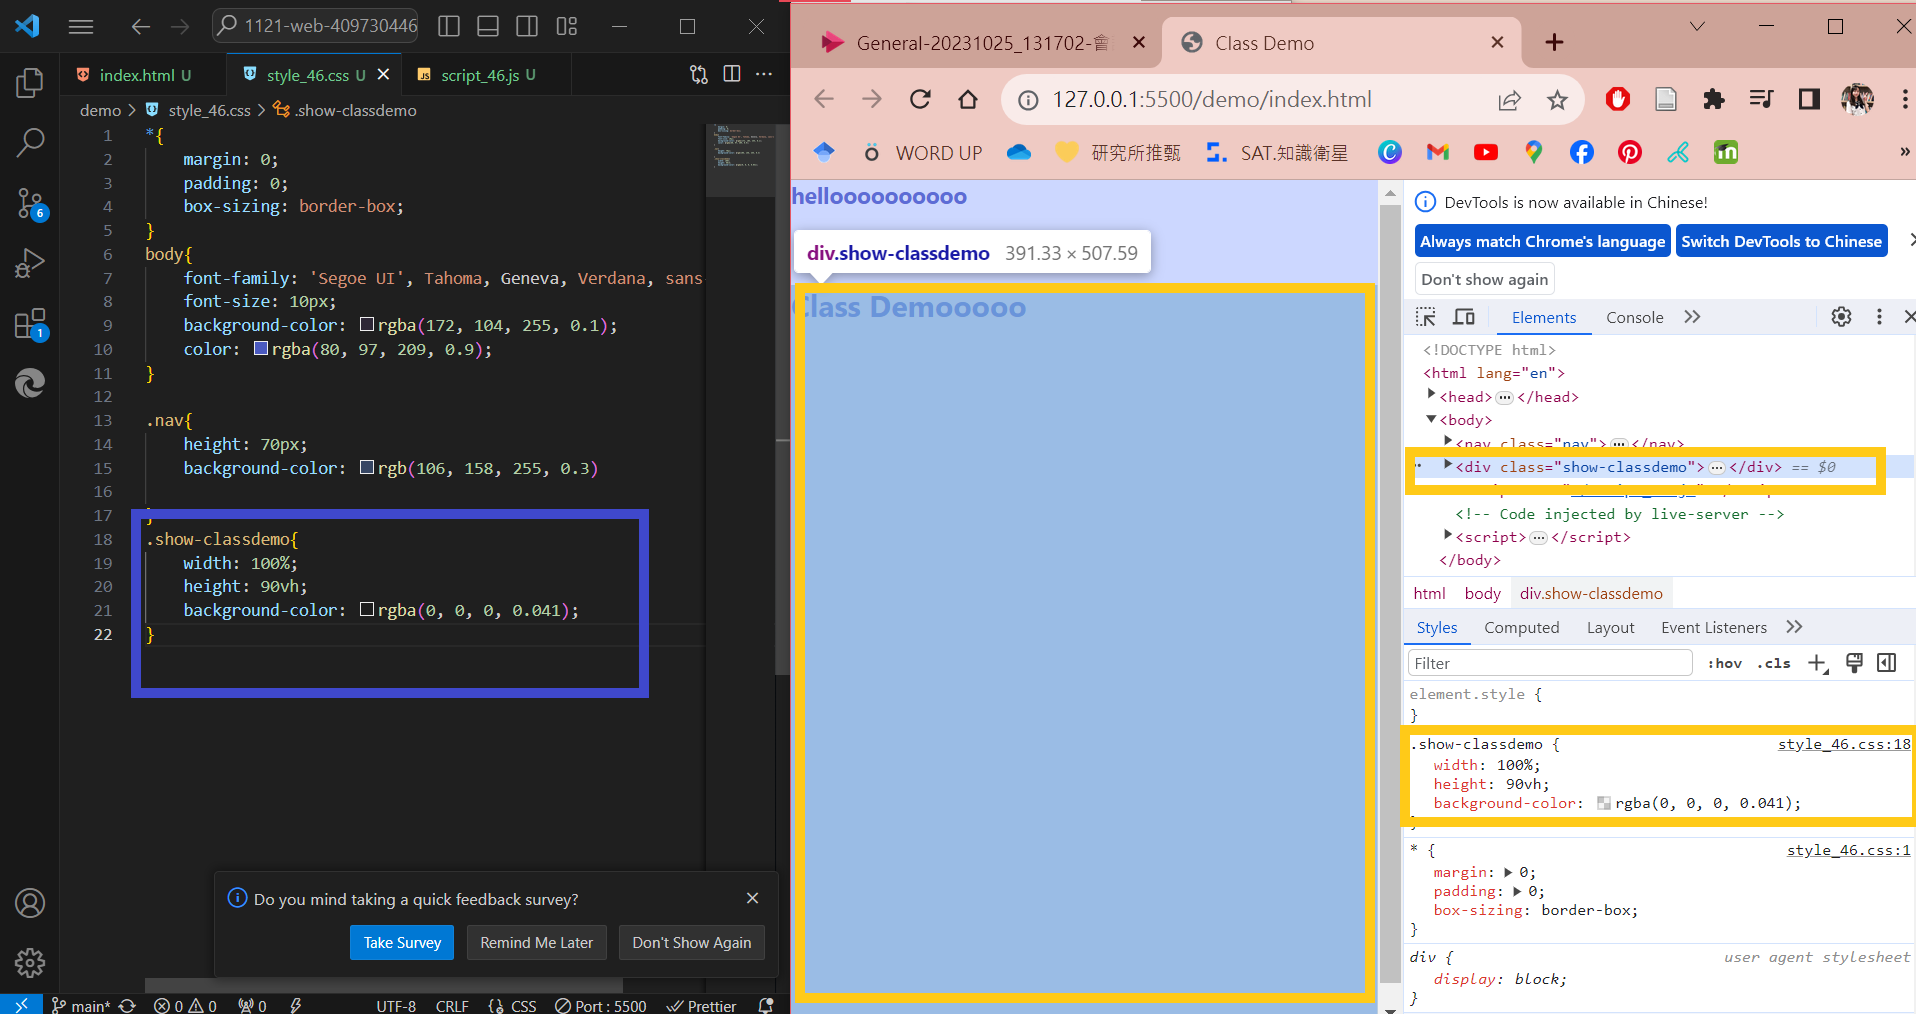 1121-web-409730446
index.html U
style_46.css U
script_46.js U
demo > style_46.css > .show-classdemo
1 *{
2 margin: 0;
3 padding: 0;
4 box-sizing: border-box;
5 }
6 body{
7 font-family: 'Segoe UI', Tahoma, Geneva, Verdana, sans-
8 font-size: 10px;
9 background-color: rgba(172, 104, 255, 0.1);
10 color: rgba(80, 97, 209, 0.9);
11 }
12
13 .nav{
14 height: 70px;
15 background-color: rgb(106, 158, 255, 0.3)
16
17 }
18 .show-classdemo{
19 width: 100%;
20 height: 90vh;
21 background-color: rgba(0, 0, 0, 0.041);
22 }
6
1
Do you mind taking a quick feedback survey?
Take Survey
Remind Me Later
Don't Show Again
main* 0 0 0 UTF-8 CRLF {} CSS Port : 5500 Prettier
General-20231025_131702-會
Class Demo
127.0.0.1:5500/demo/index.html
WORD UP
研究所推甄
SAT.知識衛星
»
hellooooooooooo
div.show-classdemo 391.33 × 507.59
Class Demooooo
DevTools is now available in Chinese!
Always match Chrome's language
Switch DevTools to Chinese
Don't show again
Elements
Console
<!DOCTYPE html>
<html lang="en">
<head> … </head>
<body>
<nav class="nav"> … </nav>
<div class="show-classdemo"> … </div> == $0
<!-- Code injected by live-server -->
<script> … </script>
</body>
html body div.show-classdemo
Styles Computed Layout Event Listeners
Filter
:hov .cls
element.style {
}
.show-classdemo { style_46.css:18
width: 100%;
height: 90vh;
background-color: rgba(0, 0, 0, 0.041);
}
* { style_46.css:1
margin: 0;
padding: 0;
box-sizing: border-box;
}
div { user agent stylesheet
display: block;
}